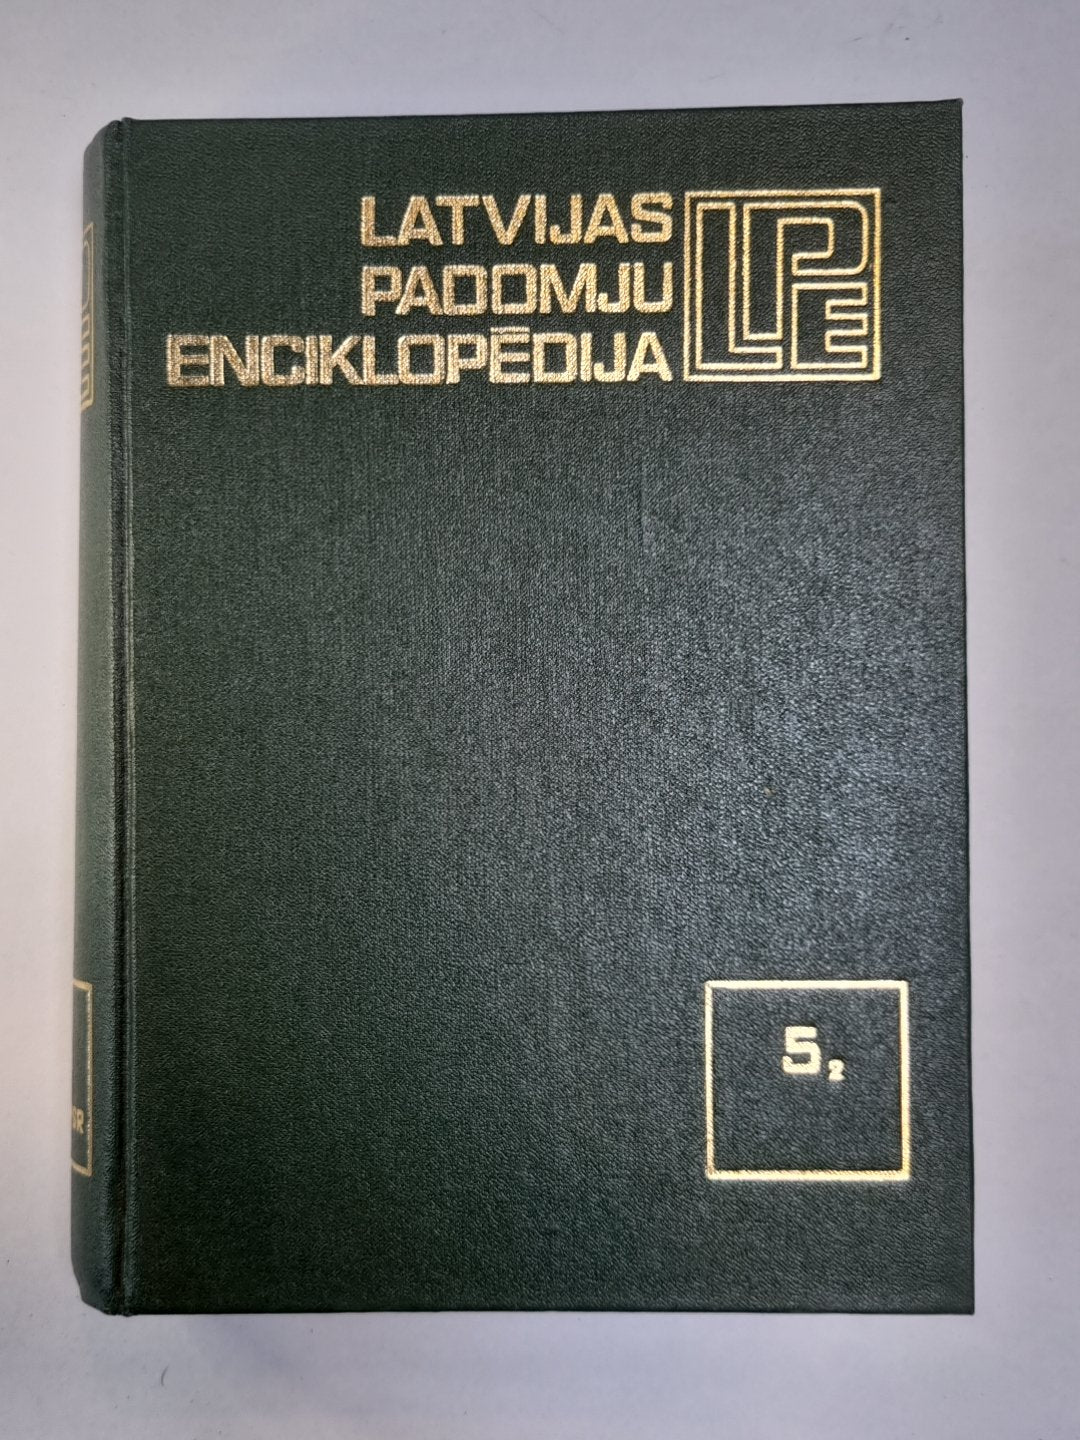 LATVIJAS
PADOMJU
ENCIKLOPĒDIJA
LPE
5₂